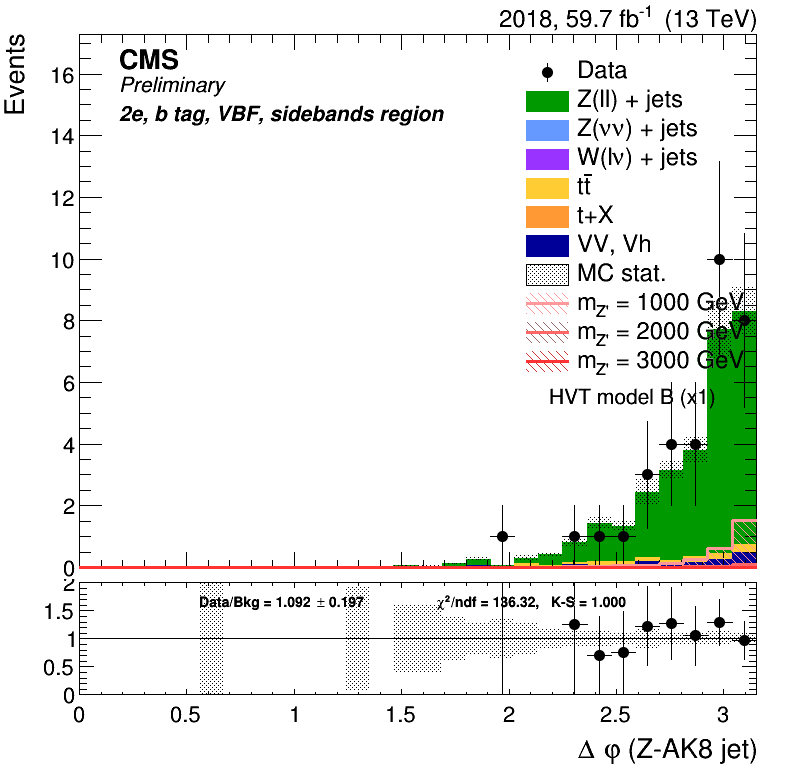 2018, 59.7 fb⁻¹ (13 TeV)
Events
CMS
Preliminary
2e, b tag, VBF, sidebands region
Data
Z(ll) + jets
Z(νν) + jets
W(lν) + jets
tt̅
t+X
VV, Vh
MC stat.
m_Z' = 1000 GeV
m_Z' = 2000 GeV
m_Z' = 3000 GeV
HVT model B (x1)
16
14
12
10
8
6
4
2
0
Data/Bkg = 1.092 ± 0.197
χ²/ndf = 136.32, K-S = 1.000
2
1.5
1
0.5
0
0 0.5 1 1.5 2 2.5 3
Δ φ (Z-AK8 jet)